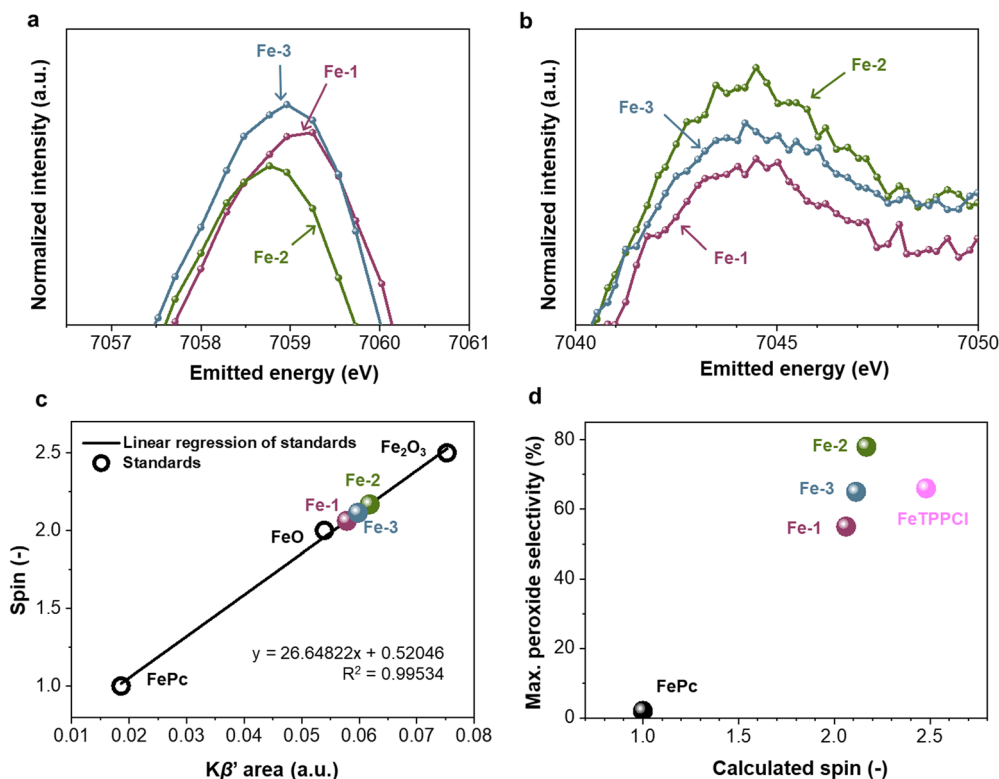 a
Normalized intensity (a.u.)
Fe-3
Fe-1
Fe-2
7057
7058
7059
7060
7061
Emitted energy (eV)
b
Normalized intensity (a.u.)
Fe-2
Fe-3
Fe-1
7040
7045
7050
Emitted energy (eV)
c
Spin (-)
2.5
2.0
1.5
1.0
Linear regression of standards
Standards
Fe₂O₃
Fe-2
Fe-1
Fe-3
FeO
FePc
y = 26.64822x + 0.52046
R² = 0.99534
0.01
0.02
0.03
0.04
0.05
0.06
0.07
0.08
Kβ' area (a.u.)
d
Max. peroxide selectivity (%)
80
60
40
20
0
Fe-2
Fe-3
FeTPPCl
Fe-1
FePc
1.0
1.5
2.0
2.5
Calculated spin (-)